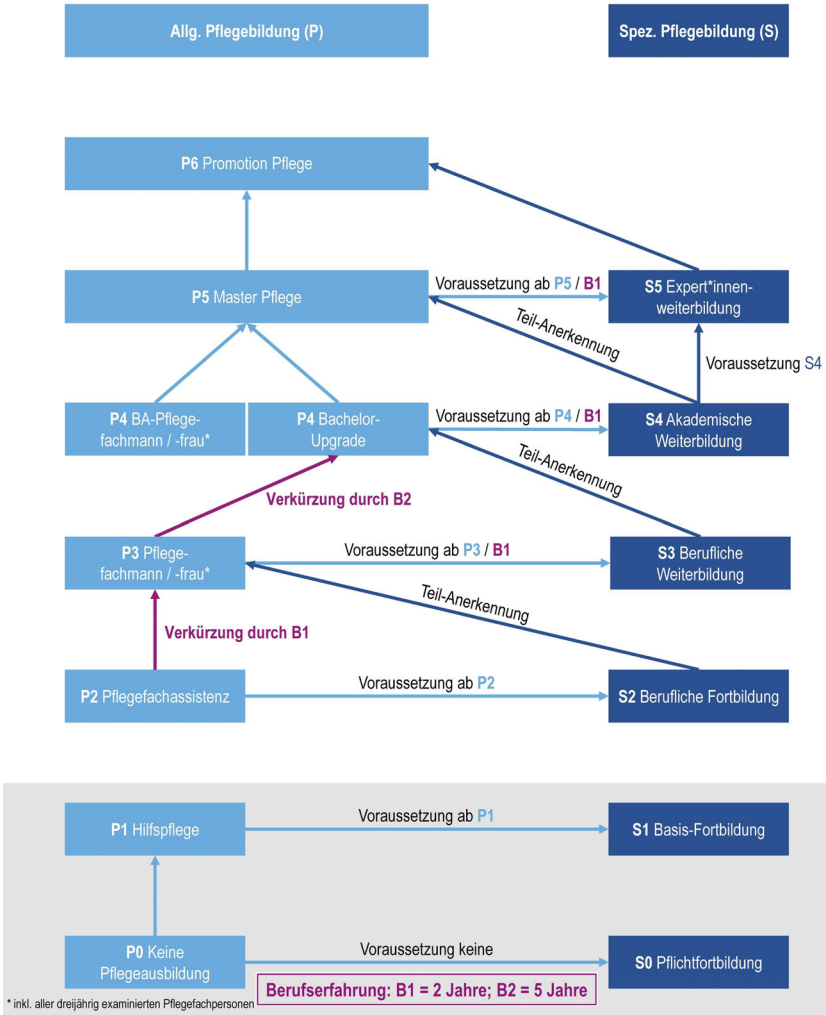 Allg. Pflegebildung (P)
Spez. Pflegebildung (S)
P6 Promotion Pflege
P5 Master Pflege
Voraussetzung ab P5 / B1
S5 Expert*innen-
weiterbildung
Teil-Anerkennung
Voraussetzung S4
P4 BA-Pflege-
fachmann / -frau*
P4 Bachelor-
Upgrade
Voraussetzung ab P4 / B1
S4 Akademische
Weiterbildung
Teil-Anerkennung
Verkürzung durch B2
P3 Pflege-
fachmann / -frau*
Voraussetzung ab P3 / B1
S3 Berufliche
Weiterbildung
Teil-Anerkennung
Verkürzung durch B1
P2 Pflegefachassistenz
Voraussetzung ab P2
S2 Berufliche Fortbildung
P1 Hilfspflege
Voraussetzung ab P1
S1 Basis-Fortbildung
P0 Keine
Pflegeausbildung
Voraussetzung keine
S0 Pflichtfortbildung
Berufserfahrung: B1 = 2 Jahre; B2 = 5 Jahre
* inkl. aller dreijährig examinierten Pflegefachpersonen